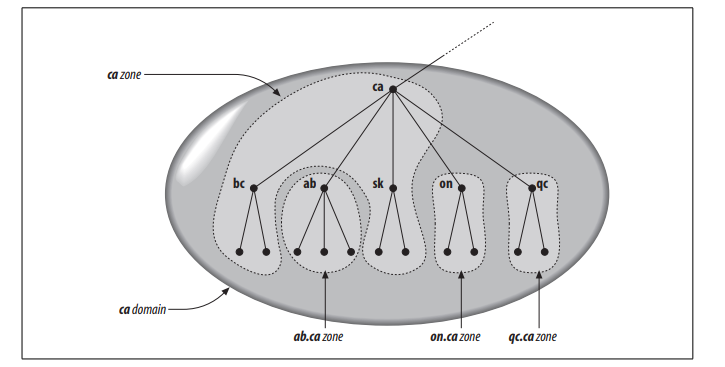 ca zone
ca
bc
ab
sk
on
qc
ca domain
ab.ca zone
on.ca zone
qc.ca zone